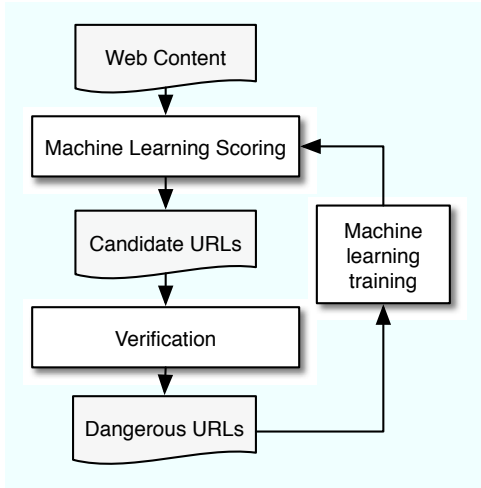 Web Content
Machine Learning Scoring
Candidate URLs
Machine
learning
training
Verification
Dangerous URLs